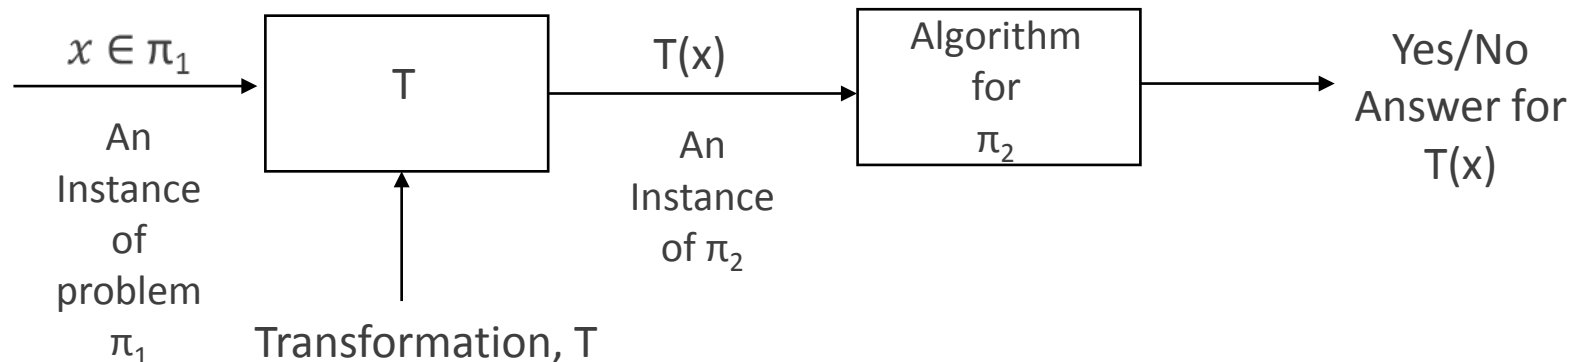 x ∈ π₁
An
Instance
of
problem
π₁
T
Transformation, T
T(x)
An
Instance
of π₂
Algorithm
for
π₂
Yes/No
Answer for
T(x)